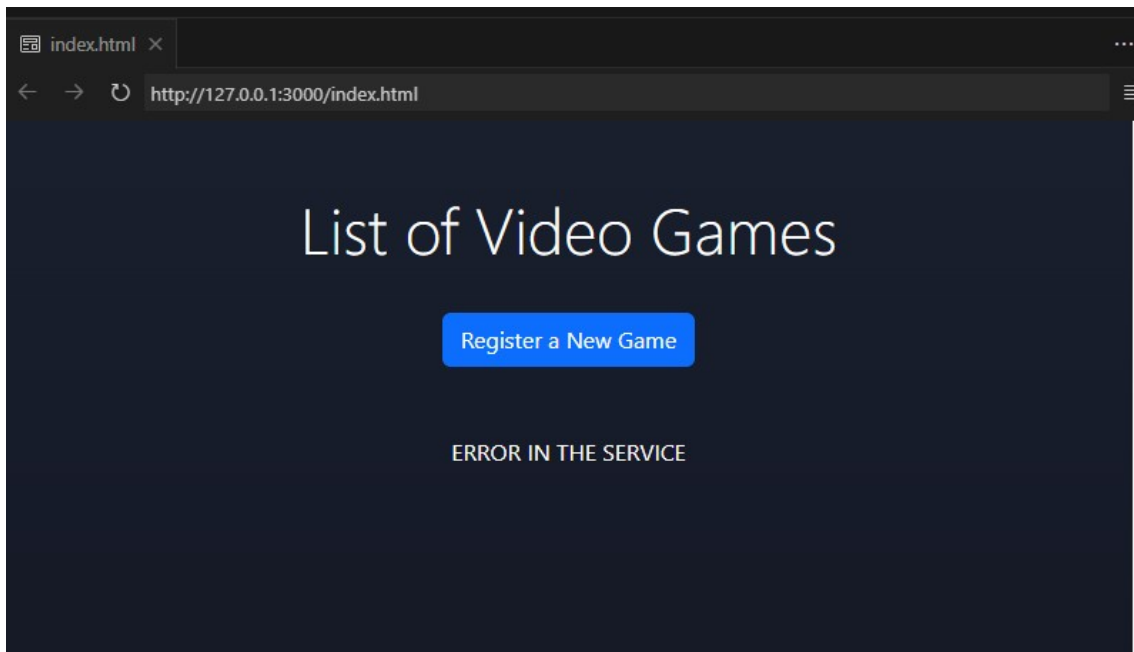 index.html
http://127.0.0.1:3000/index.html
List of Video Games
Register a New Game
ERROR IN THE SERVICE